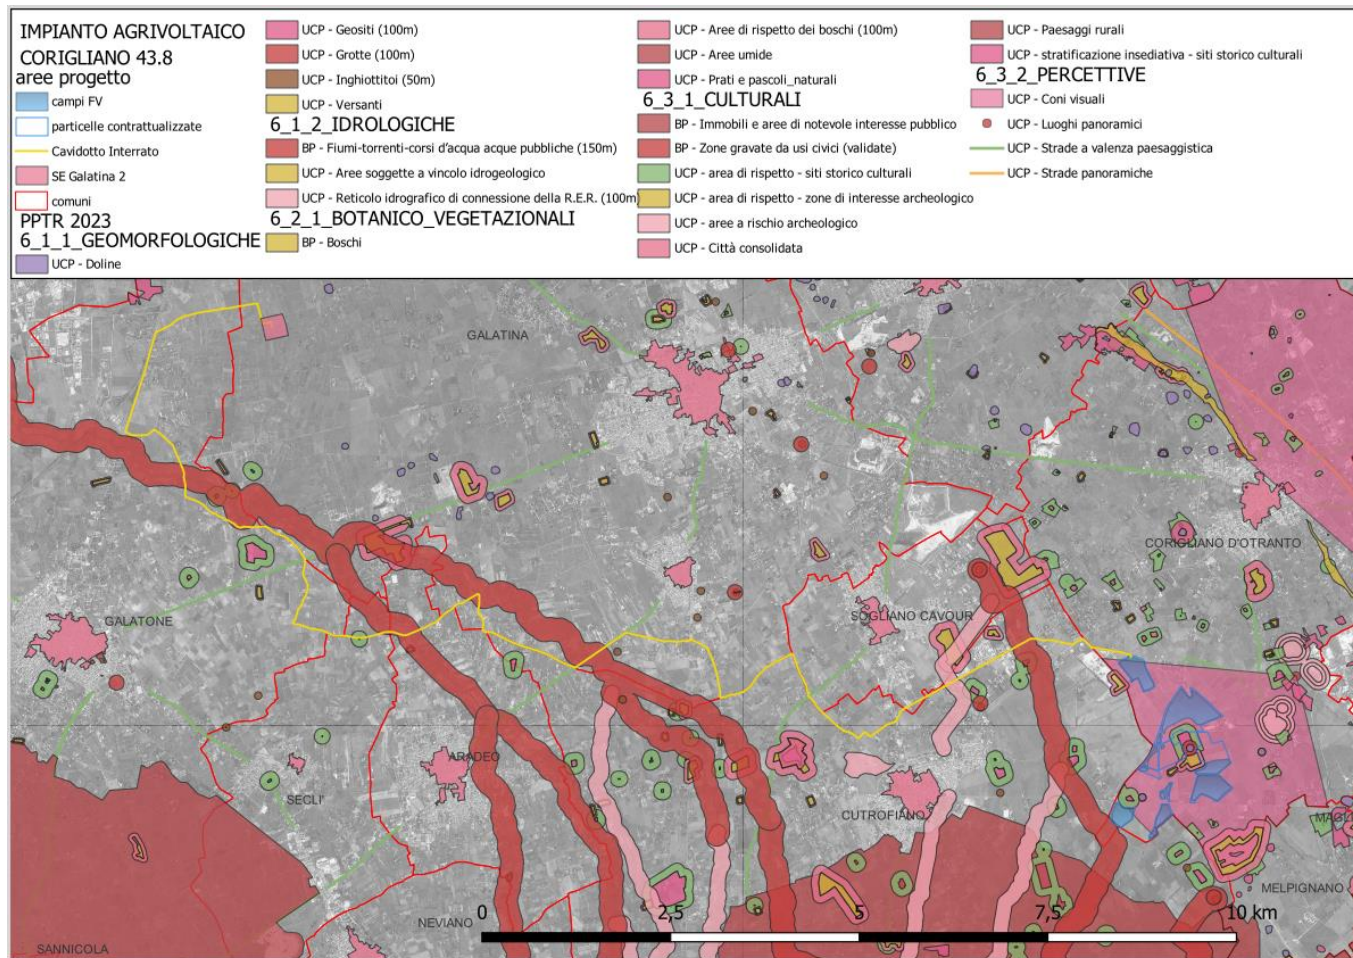 IMPIANTO AGRIVOLTAICO
CORIGLIANO 43.8
aree progetto
campi FV
particelle contrattualizzate
Cavidotto Interrato
SE Galatina 2
comuni
PPTR 2023
6_1_1_GEOMORFOLOGICHE
UCP - Doline
UCP - Geositi (100m)
UCP - Grotte (100m)
UCP - Inghiottitoi (50m)
UCP - Versanti
6_1_2_IDROLOGICHE
BP - Fiumi-torrenti-corsi d'acqua acque pubbliche (150m)
UCP - Aree soggette a vincolo idrogeologico
UCP - Reticolo idrografico di connessione della R.E.R. (100m)
6_2_1_BOTANICO_VEGETAZIONALI
BP - Boschi
UCP - Aree di rispetto dei boschi (100m)
UCP - Aree umide
UCP - Prati e pascoli_naturali
6_3_1_CULTURALI
BP - Immobili e aree di notevole interesse pubblico
BP - Zone gravate da usi civici (validate)
UCP - area di rispetto - siti storico culturali
UCP - area di rispetto - zone di interesse archeologico
UCP - aree a rischio archeologico
UCP - Città consolidata
UCP - Paesaggi rurali
UCP - stratificazione insediativa - siti storico culturali
6_3_2_PERCETTIVE
UCP - Coni visuali
UCP - Luoghi panoramici
UCP - Strade a valenza paesaggistica
UCP - Strade panoramiche
GALATINA
CORIGLIANO D'OTRANTO
GALATONE
SOGLIANO CAVOUR
ARADEO
SECLI'
CUTROFIANO
MAGLI
MELPIGNANO
NEVIANO
SANNICOLA
0 2,5 5 7,5 10 km